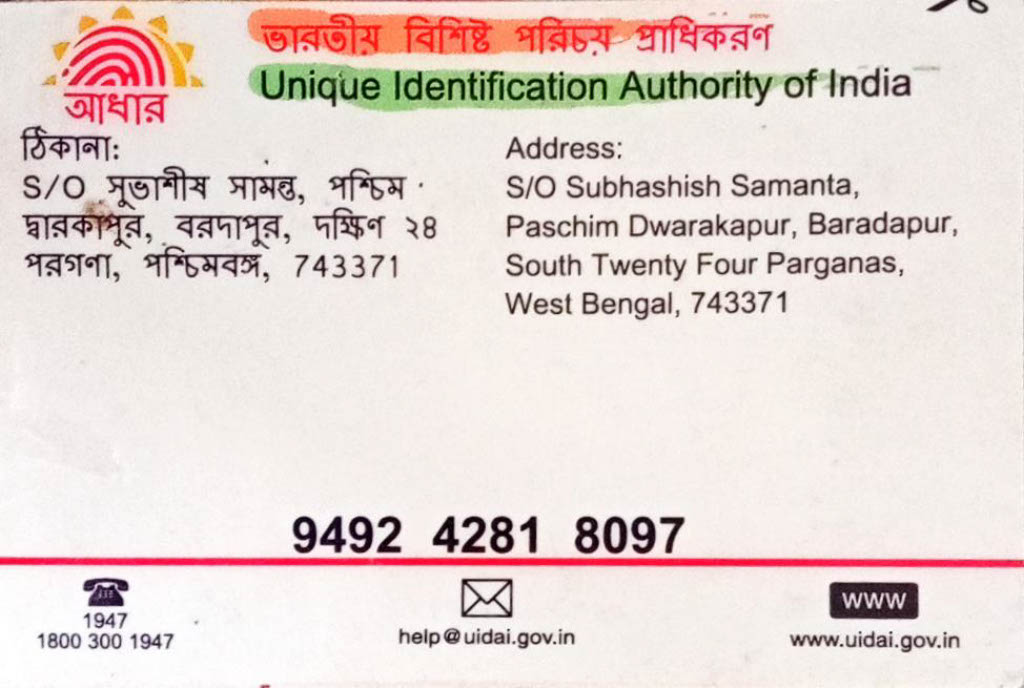 ভারতীয় বিশিষ্ট পরিচয় প্রাধিকরণ
Unique Identification Authority of India
আধার
ঠিকানা:
S/O সুভাশীষ সামন্ত, পশ্চিম
দ্বারকাপুর, বরদাপুর, দক্ষিণ ২৪
পরগণা, পশ্চিমবঙ্গ, 743371
Address:
S/O Subhashish Samanta,
Paschim Dwarakapur, Baradapur,
South Twenty Four Parganas,
West Bengal, 743371
9492 4281 8097
1947
1800 300 1947
help@uidai.gov.in
www
www.uidai.gov.in